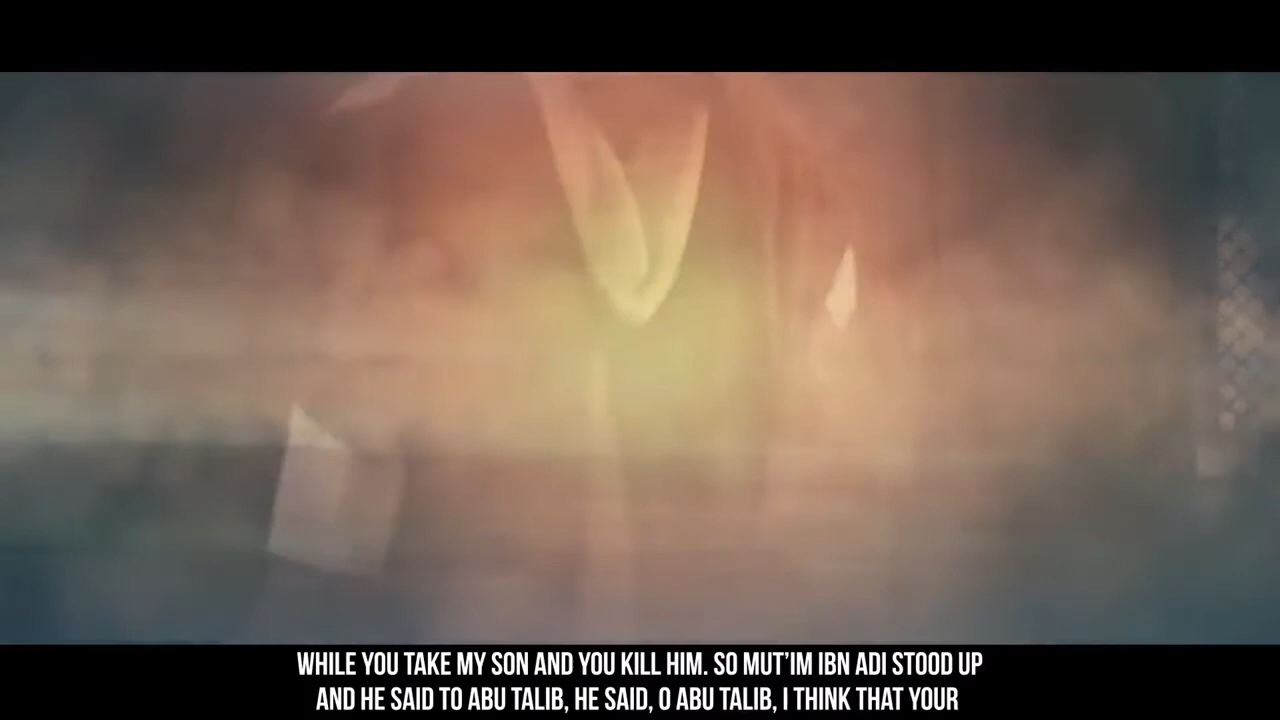 WHILE YOU TAKE MY SON AND YOU KILL HIM. SO MUT’IM IBN ADI STOOD UP
AND HE SAID TO ABU TALIB, HE SAID, O ABU TALIB, I THINK THAT YOUR